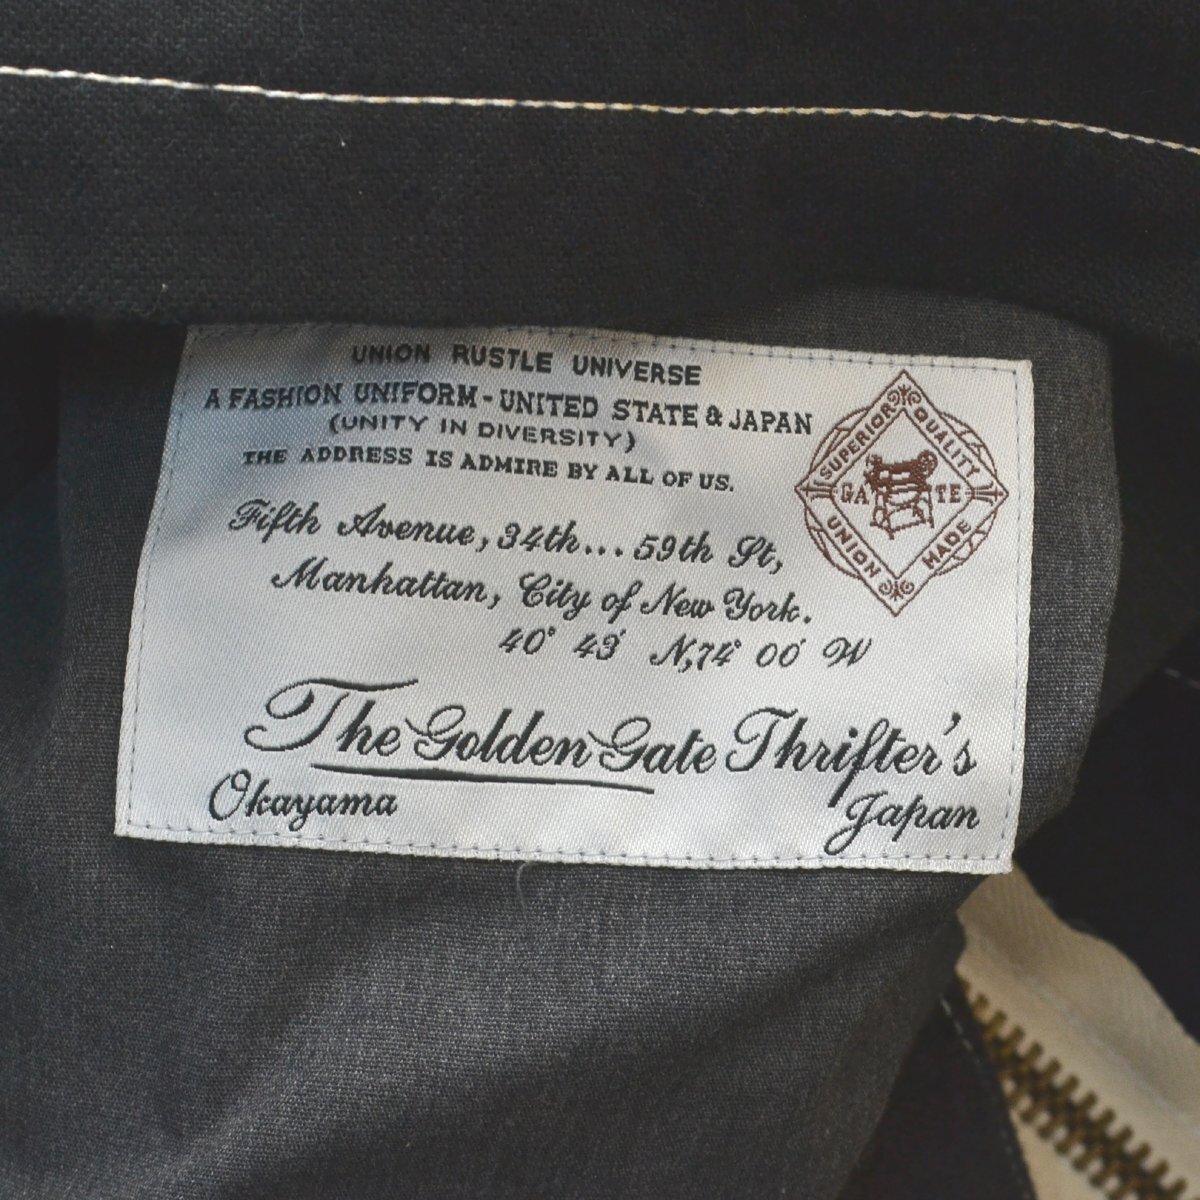 UNION RUSTLE UNIVERSE
A FASHION UNIFORM - UNITED STATE & JAPAN
(UNITY IN DIVERSITY)
THE ADDRESS IS ADMIRE BY ALL OF US.
Fifth Avenue, 34th... 59th St,
Manhattan, City of New York.
40° 43' N, 74° 00' W
SUPERIOR QUALITY
GATE
UNION MADE
The Golden Gate Thrifter's
Okayama Japan